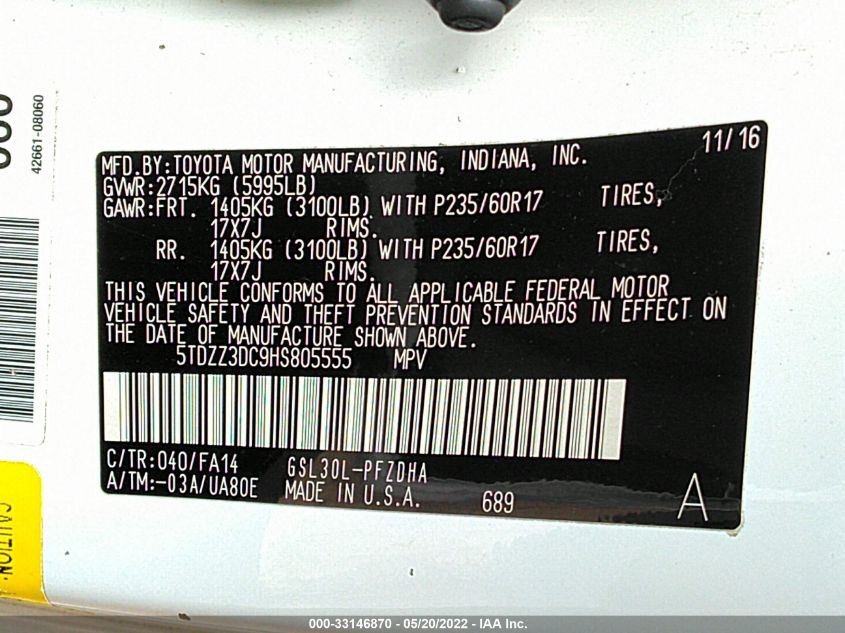 42661-08060
MFD.BY:TOYOTA MOTOR MANUFACTURING, INDIANA, INC. 11/16
GVWR:2715KG (5995LB)
GAWR:FRT. 1405KG (3100LB) WITH P235/60R17 TIRES,
17X7J RIMS.
RR. 1405KG (3100LB) WITH P235/60R17 TIRES,
17X7J RIMS.
THIS VEHICLE CONFORMS TO ALL APPLICABLE FEDERAL MOTOR
VEHICLE SAFETY AND THEFT PREVENTION STANDARDS IN EFFECT ON
THE DATE OF MANUFACTURE SHOWN ABOVE.
5TDZZ3DC9HS805555 MPV
C/TR:040/FA14 GSL30L-PFZDHA
A/TM:-03A/UA80E MADE IN U.S.A. 689 A
CAUTION:
000-33146870 - 05/20/2022 - IAA Inc.